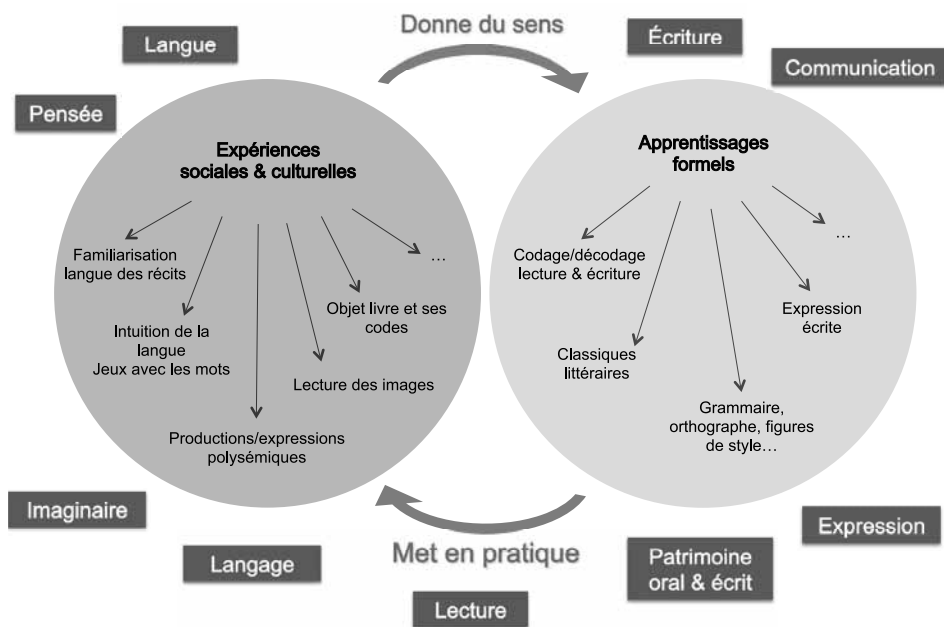 Donne du sens
Langue
Écriture
Communication
Pensée
Expériences
sociales & culturelles
Familiarisation
langue des récits
Intuition de la
langue
Jeux avec les mots
Productions/expressions
polysémiques
Lecture des images
Objet livre et ses
codes
…
Apprentissages
formels
Codage/décodage
lecture & écriture
Classiques
littéraires
Grammaire,
orthographe, figures
de style…
Expression
écrite
…
Imaginaire
Langage
Met en pratique
Lecture
Patrimoine
oral & écrit
Expression